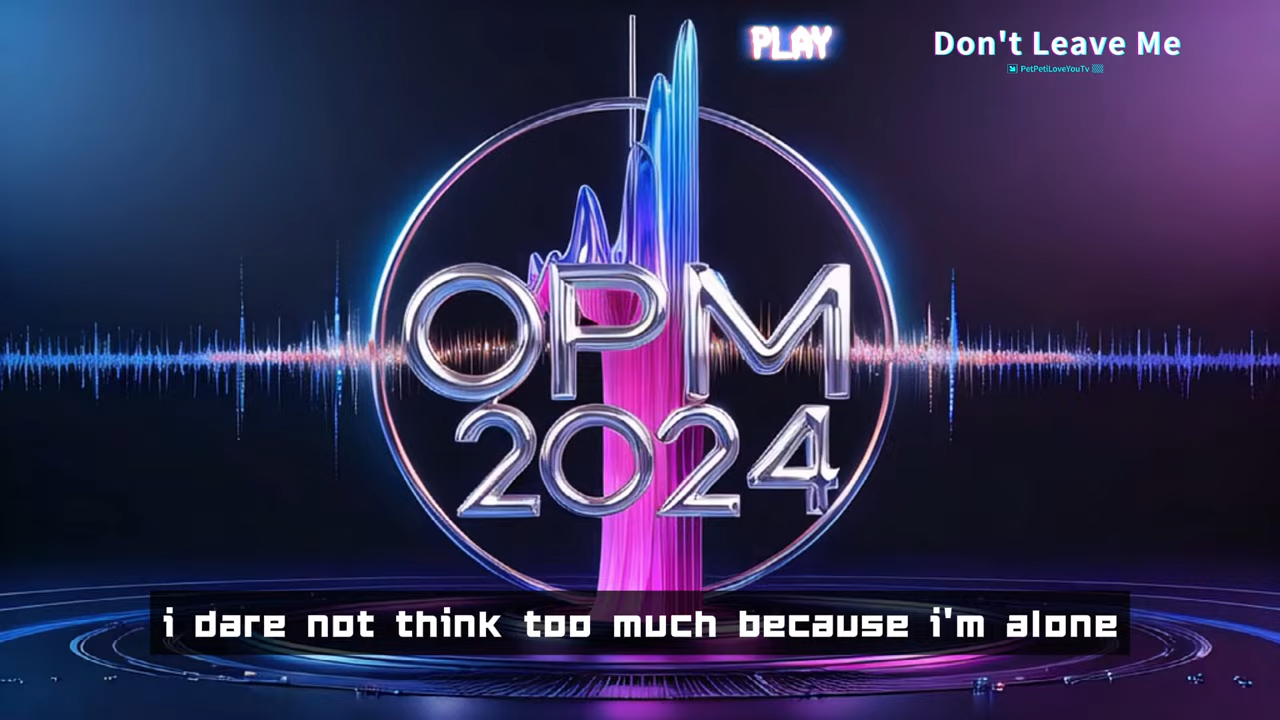 PLAY
Don't Leave Me
PetPetiLoveYouTv
OPM
2024
i dare not think too much because i'm alone